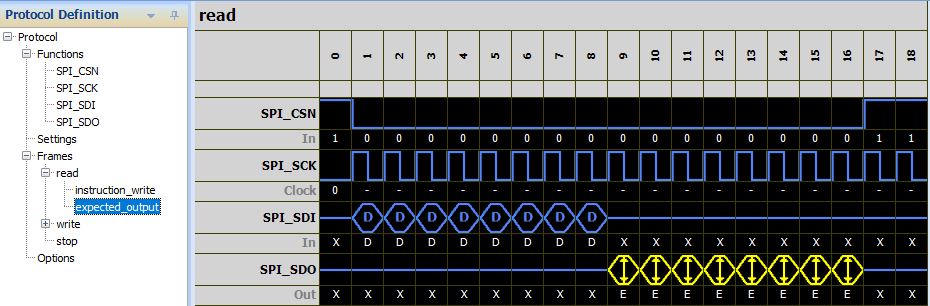 Protocol Definition
Protocol
Functions
SPI_CSN
SPI_SCK
SPI_SDI
SPI_SDO
Settings
Frames
read
instruction_write
expected_output
write
stop
Options
read
0 1 2 3 4 5 6 7 8 9 10 11 12 13 14 15 16 17 18
SPI_CSN
In 1 0 0 0 0 0 0 0 0 0 0 0 0 0 0 0 0 1 1
SPI_SCK
Clock 0 - - - - - - - - - - - - - - - - - -
SPI_SDI D D D D D D D D
In X D D D D D D D D X X X X X X X X X X
SPI_SDO
Out X X X X X X X X X E E E E E E E E X X